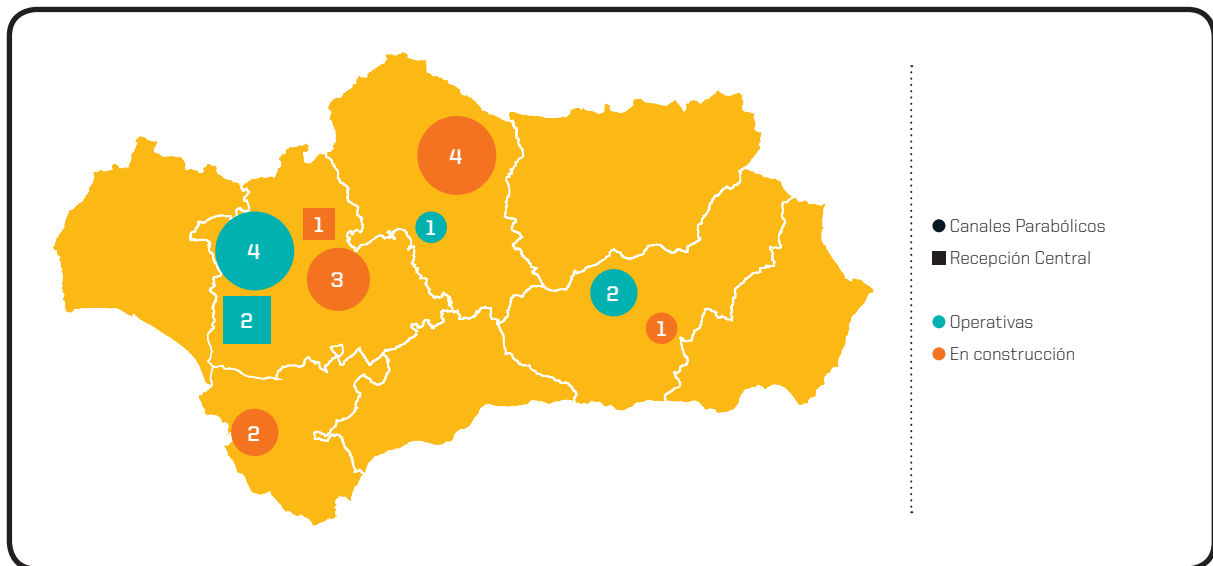 4
1
1
4
3
2
2
1
2
Canales Parabólicos
Recepción Central
Operativas
En construcción